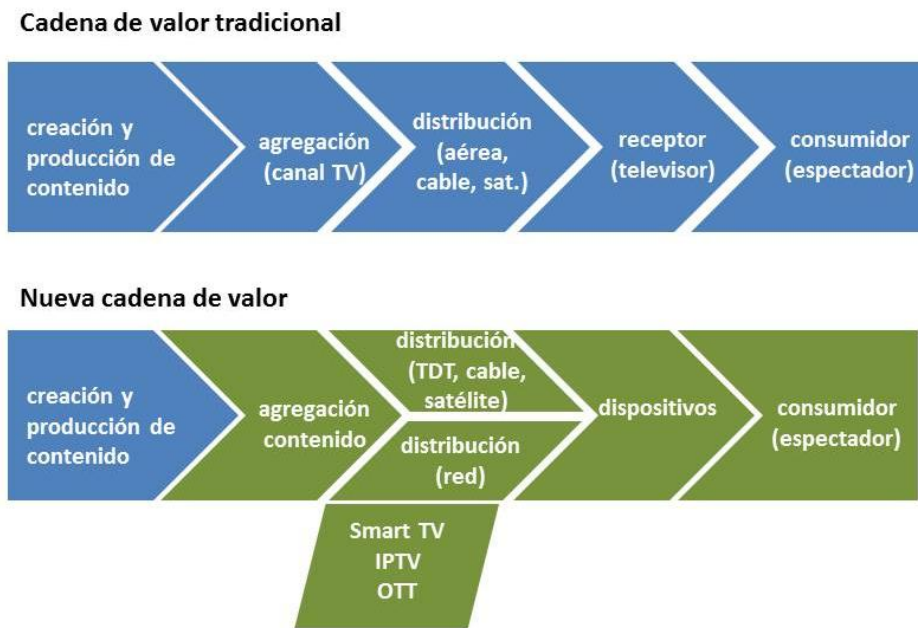 Cadena de valor tradicional
creación y
producción de
contenido
agregación
(canal TV)
distribución
(aérea,
cable, sat.)
receptor
(televisor)
consumidor
(espectador)
Nueva cadena de valor
creación y
producción de
contenido
agregación
contenido
distribución
(TDT, cable,
satélite)
distribución
(red)
Smart TV
IPTV
OTT
dispositivos
consumidor
(espectador)